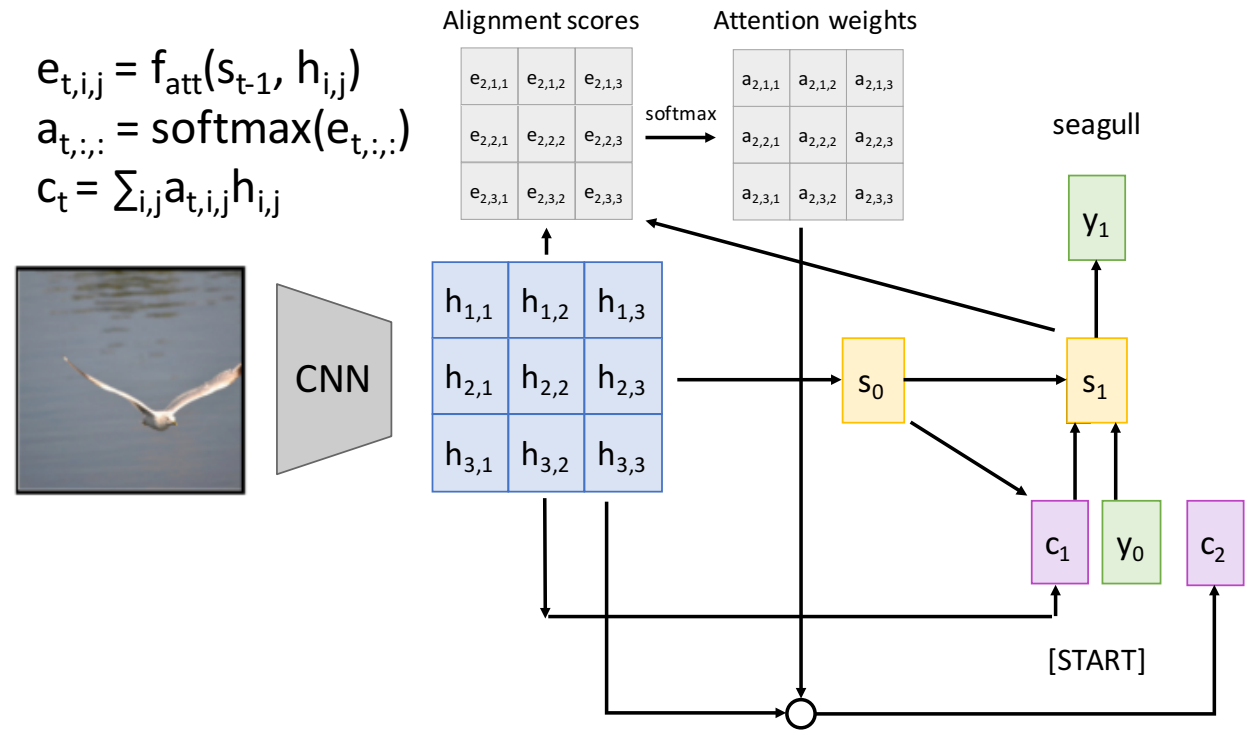 Alignment scores
Attention weights
e_{t,i,j} = f_{att}(s_{t-1}, h_{i,j})
a_{t,:,:} = softmax(e_{t,:,:})
c_t = ∑_{i,j}a_{t,i,j}h_{i,j}
e_{2,1,1} e_{2,1,2} e_{2,1,3}
e_{2,2,1} e_{2,2,2} e_{2,2,3}
e_{2,3,1} e_{2,3,2} e_{2,3,3}
softmax
a_{2,1,1} a_{2,1,2} a_{2,1,3}
a_{2,2,1} a_{2,2,2} a_{2,2,3}
a_{2,3,1} a_{2,3,2} a_{2,3,3}
seagull
y_1
CNN
h_{1,1} h_{1,2} h_{1,3}
h_{2,1} h_{2,2} h_{2,3}
h_{3,1} h_{3,2} h_{3,3}
s_0
s_1
c_1
y_0
c_2
[START]